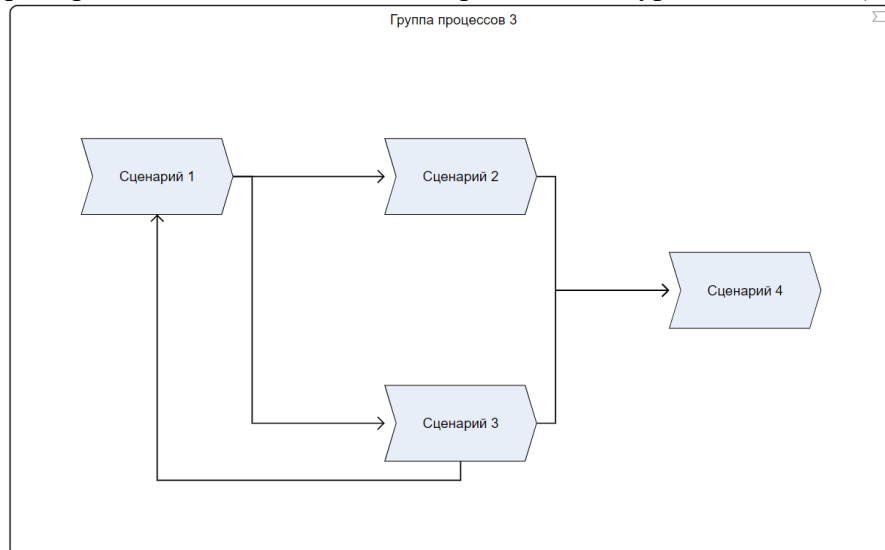 Группа процессов 3
Сценарий 1
Сценарий 2
Сценарий 4
Сценарий 3